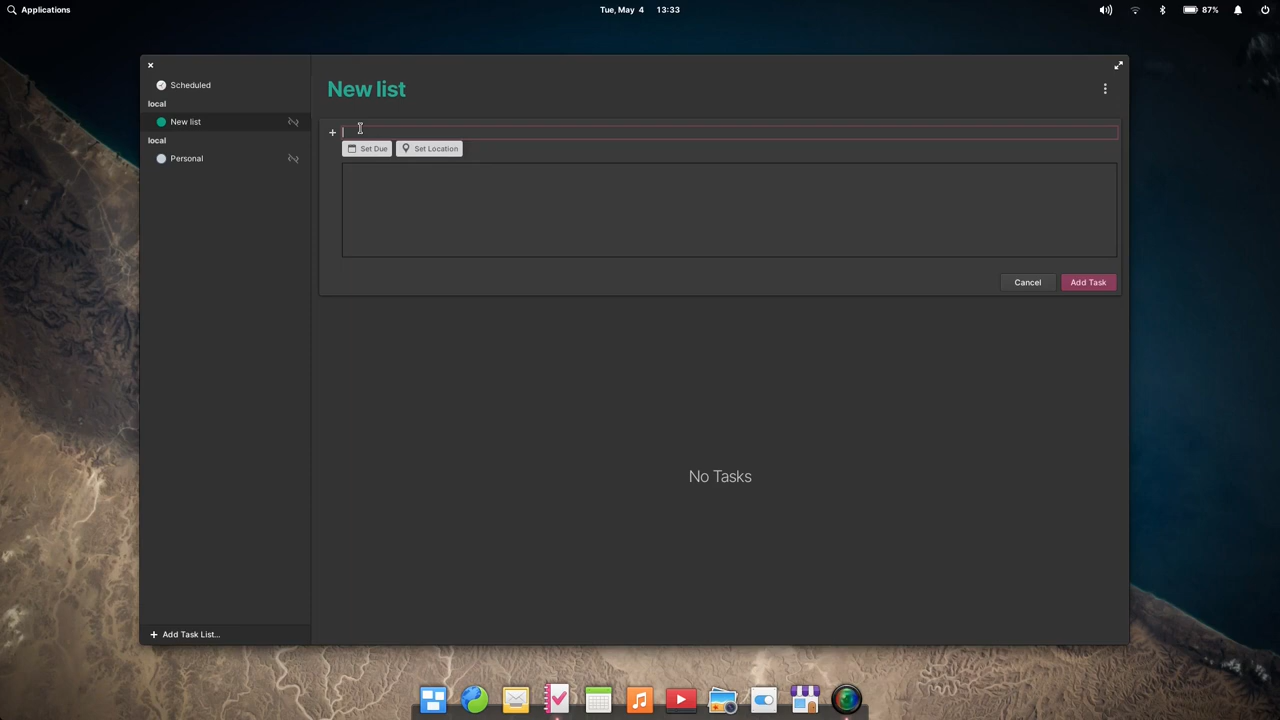 Applications
Tue, May 4 13:33
87%
Scheduled
local
New list
local
Personal
Add Task List...
New list
Set Due
Set Location
Cancel
Add Task
No Tasks